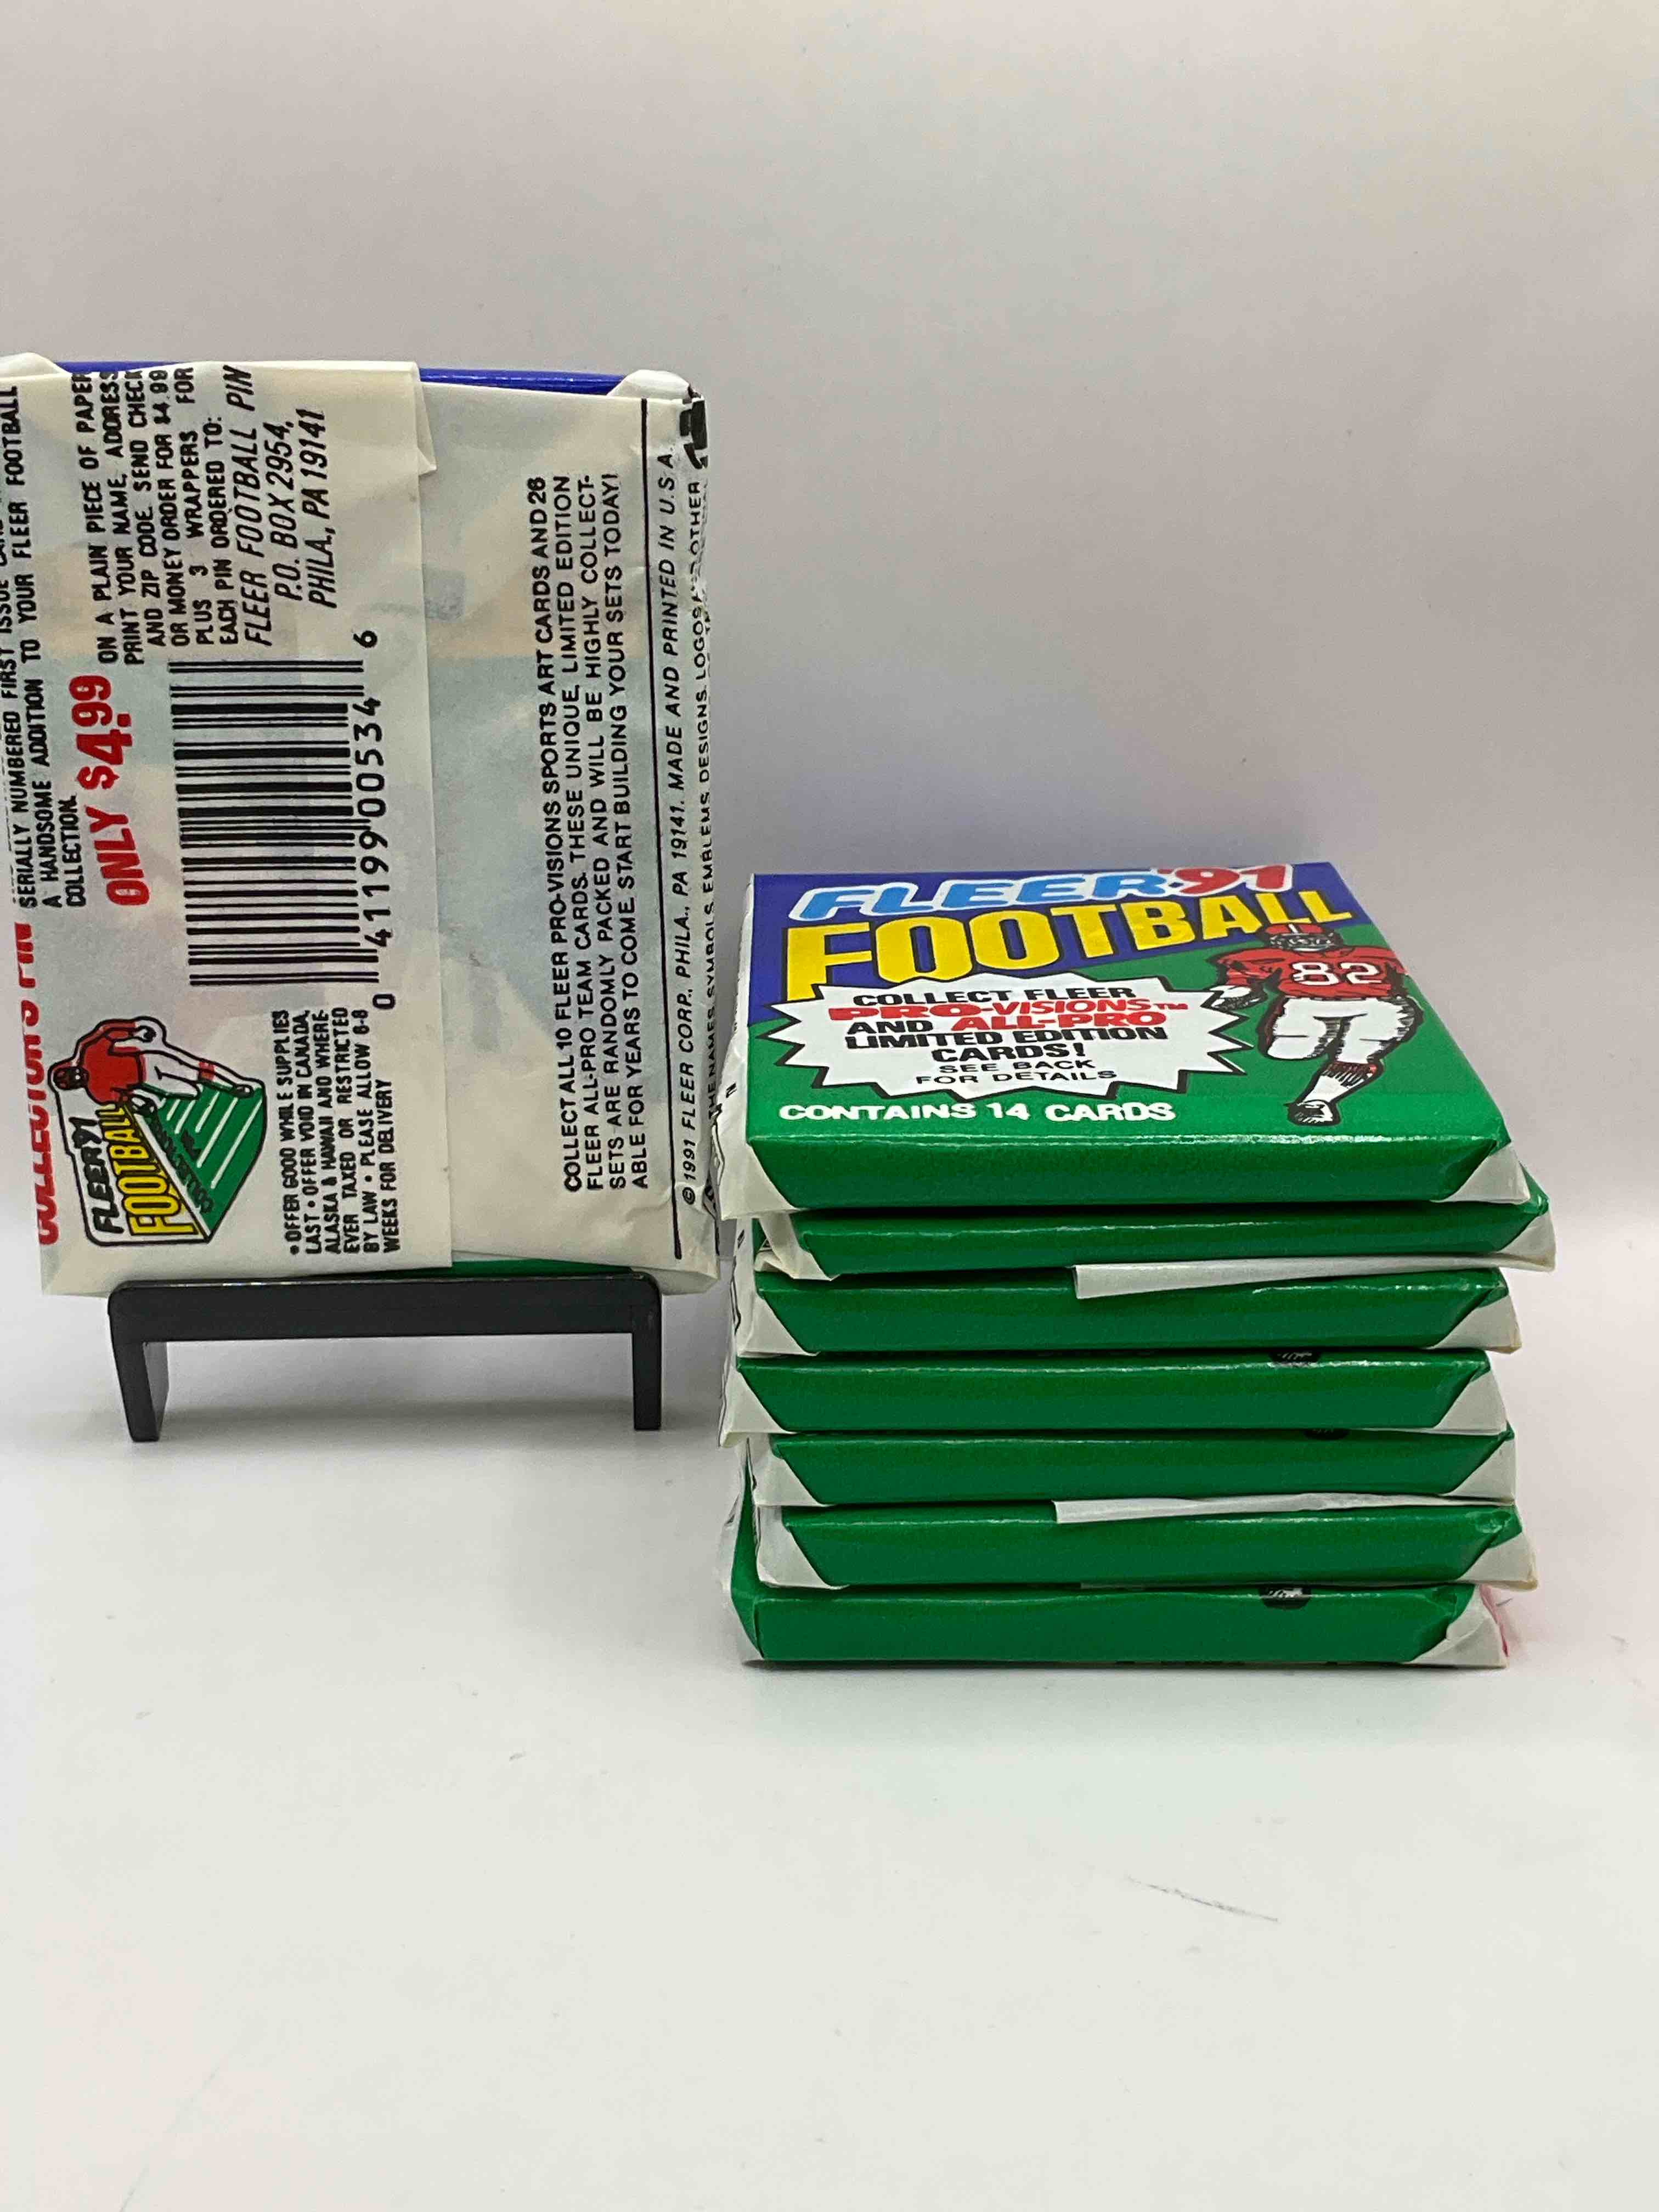 SERIALLY NUMBERED FIRST ISSUE
A HANDSOME ADDITION TO YOUR FLEER FOOTBALL
COLLECTION.
ONLY $4.99
ON A PLAIN PIECE OF PAPER
PRINT YOUR NAME, ADDRESS
AND ZIP CODE. SEND CHECK
OR MONEY ORDER FOR $4.99
PLUS 3 WRAPPERS FOR
EACH PIN ORDERED TO:
FLEER FOOTBALL PIN
P.O. BOX 2954,
PHILA., PA 19141
0 41199 00534 6
COLLECTOR'S PIN
FLEER '91
FOOTBALL
• OFFER GOOD WHILE SUPPLIES
LAST • OFFER VOID IN CANADA,
ALASKA & HAWAII AND WHERE-
EVER TAXED OR RESTRICTED
BY LAW • PLEASE ALLOW 6-8
WEEKS FOR DELIVERY
COLLECT ALL 10 FLEER PRO-VISIONS SPORTS ART CARDS AND 26
FLEER ALL-PRO TEAM CARDS. THESE UNIQUE, LIMITED EDITION
SETS ARE RANDOMLY PACKED AND WILL BE HIGHLY COLLECT-
ABLE FOR YEARS TO COME. START BUILDING YOUR SETS TODAY!
© 1991 FLEER CORP., PHILA., PA 19141. MADE AND PRINTED IN U.S.A.
THE NAMES, SYMBOLS, EMBLEMS, DESIGNS, LOGOS OTHER
FLEER '91
FOOTBALL
82
COLLECT FLEER
PRO-VISIONS™
AND ALL-PRO
LIMITED EDITION
CARDS!
SEE BACK
FOR DETAILS
CONTAINS 14 CARDS